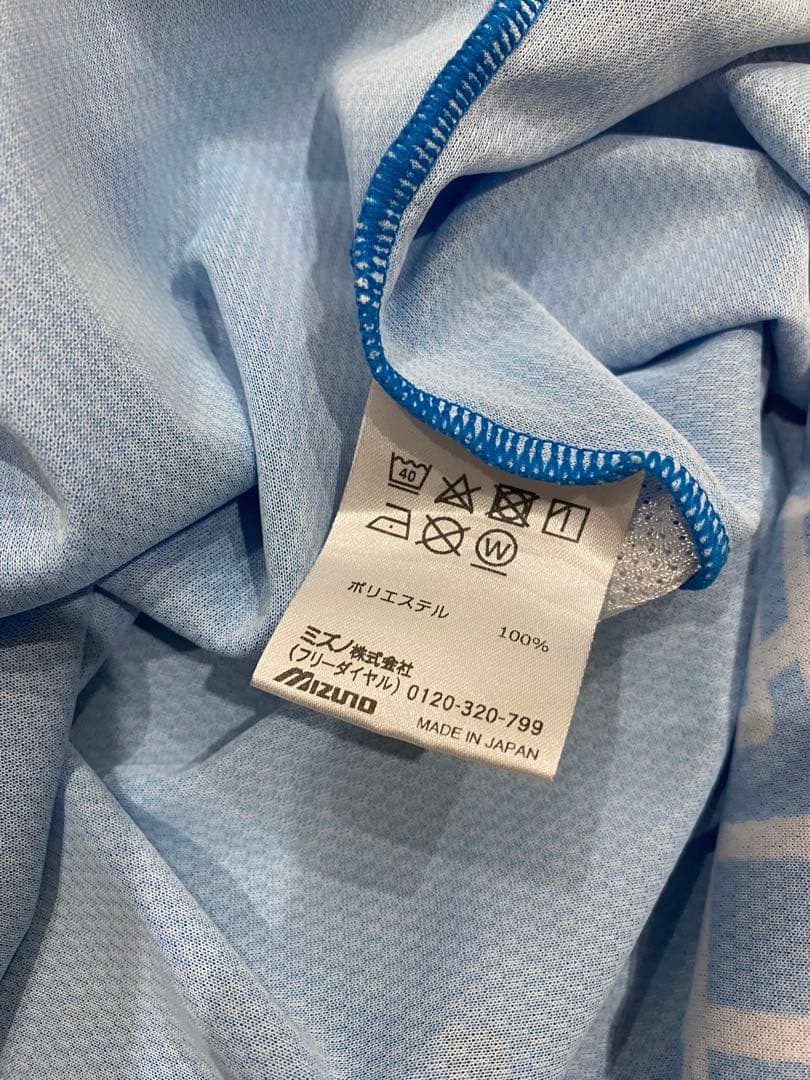 40
W
ポリエステル 100%
ミズノ株式会社
(フリーダイヤル) 0120-320-799
Mizuno
MADE IN JAPAN